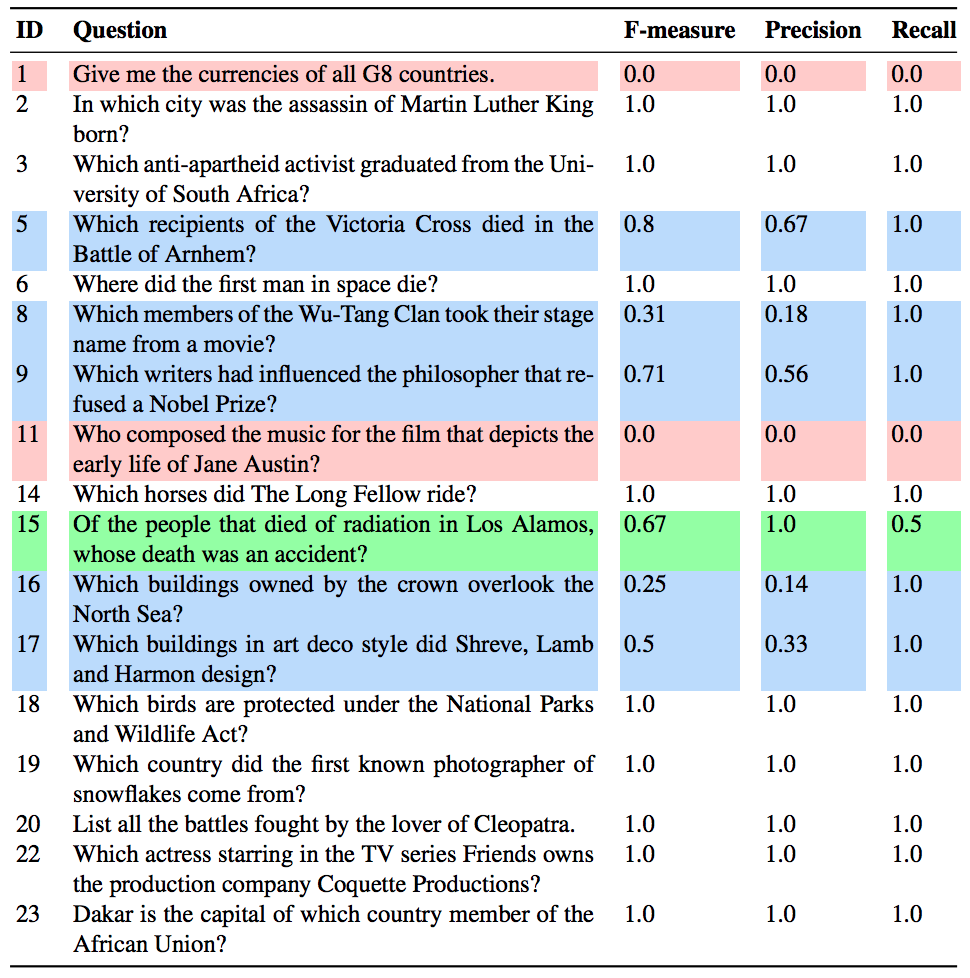 ID Question F-measure Precision Recall
1 Give me the currencies of all G8 countries. 0.0 0.0 0.0
2 In which city was the assassin of Martin Luther King 1.0 1.0 1.0
born?
3 Which anti-apartheid activist graduated from the Uni- 1.0 1.0 1.0
versity of South Africa?
5 Which recipients of the Victoria Cross died in the 0.8 0.67 1.0
Battle of Arnhem?
6 Where did the first man in space die? 1.0 1.0 1.0
8 Which members of the Wu-Tang Clan took their stage 0.31 0.18 1.0
name from a movie?
9 Which writers had influenced the philosopher that re- 0.71 0.56 1.0
fused a Nobel Prize?
11 Who composed the music for the film that depicts the 0.0 0.0 0.0
early life of Jane Austin?
14 Which horses did The Long Fellow ride? 1.0 1.0 1.0
15 Of the people that died of radiation in Los Alamos, 0.67 1.0 0.5
whose death was an accident?
16 Which buildings owned by the crown overlook the 0.25 0.14 1.0
North Sea?
17 Which buildings in art deco style did Shreve, Lamb 0.5 0.33 1.0
and Harmon design?
18 Which birds are protected under the National Parks 1.0 1.0 1.0
and Wildlife Act?
19 Which country did the first known photographer of 1.0 1.0 1.0
snowflakes come from?
20 List all the battles fought by the lover of Cleopatra. 1.0 1.0 1.0
22 Which actress starring in the TV series Friends owns 1.0 1.0 1.0
the production company Coquette Productions?
23 Dakar is the capital of which country member of the 1.0 1.0 1.0
African Union?